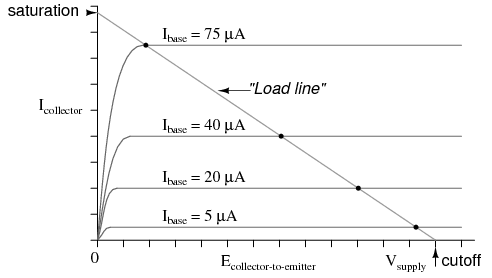 saturation
Ibase = 75 μA
"Load line"
Icollector
Ibase = 40 μA
Ibase = 20 μA
Ibase = 5 μA
0 Ecollector-to-emitter Vsupply cutoff